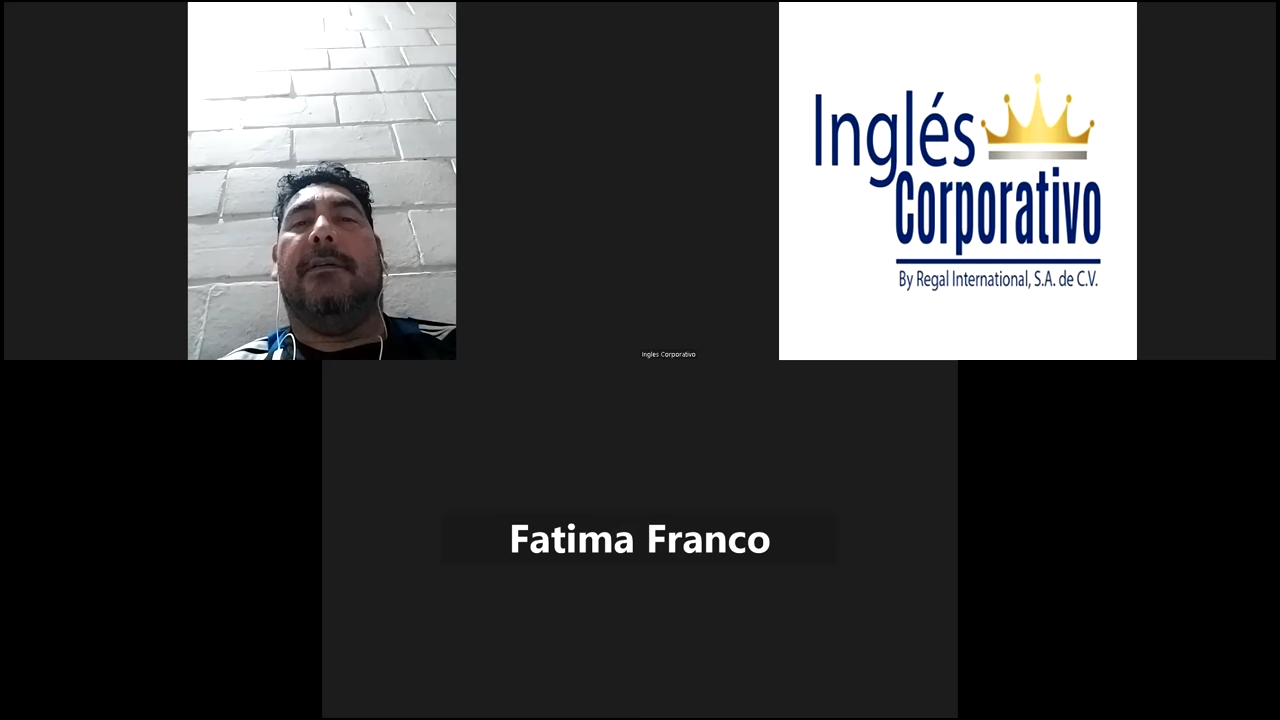 Inglés
Corporativo
By Regal International, S.A. de C.V.
Ingles Corporativo
Fatima Franco